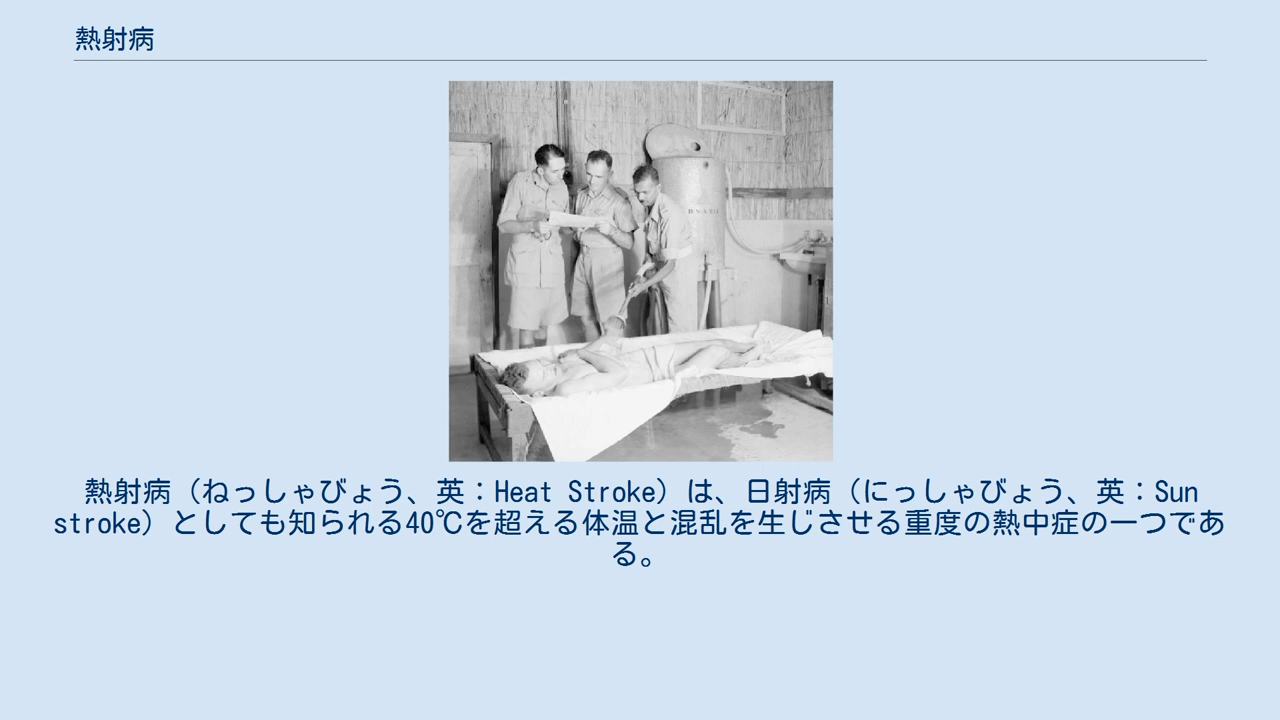 熱射病
熱射病（ねっしゃびょう、英：Heat Stroke）は、日射病（にっしゃびょう、英：Sun
stroke）としても知られる40℃を超える体温と混乱を生じさせる重度の熱中症の一つであ
る。